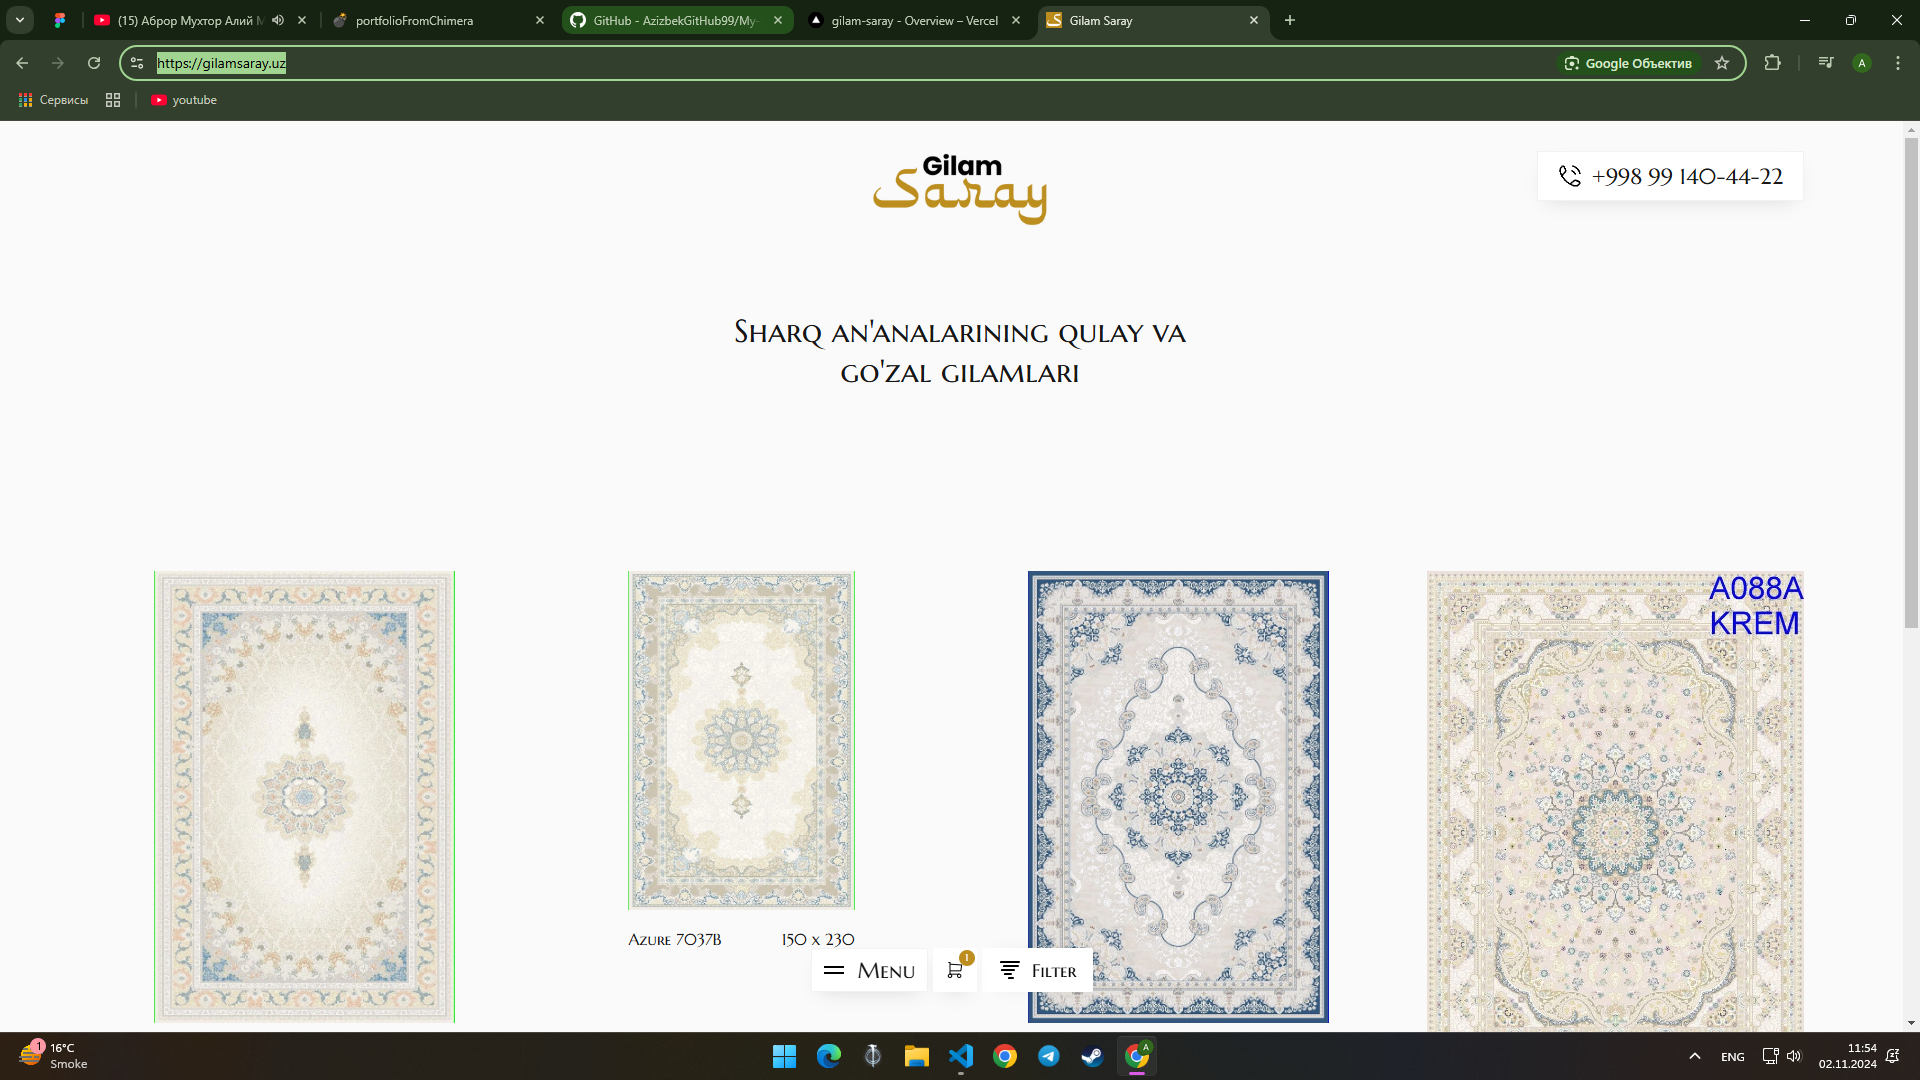 (15) Аброр Мухтор Алий
portfolioFromChimera
GitHub - AzizbekGitHub99/My-
gilam-saray - Overview – Vercel
Gilam Saray
https://gilamsaray.uz
Google Объектив
A
Сервисы
youtube
Gilam
Saray
+998 99 140-44-22
Sharq an'analarining qulay va
go'zal gilamlari
A088A
KREM
Azure 7037B
150 x 230
Menu
1
Filter
1
16°C
Smoke
A
ENG
11:54
02.11.2024